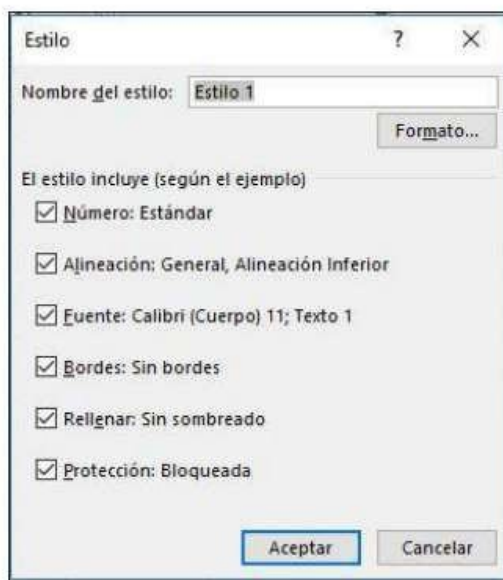 Estilo ? ×
Nombre del estilo: Estilo 1
Formato...
El estilo incluye (según el ejemplo)
Número: Estándar
Alineación: General, Alineación Inferior
Fuente: Calibri (Cuerpo) 11; Texto 1
Bordes: Sin bordes
Rellenar: Sin sombreado
Protección: Bloqueada
Aceptar Cancelar